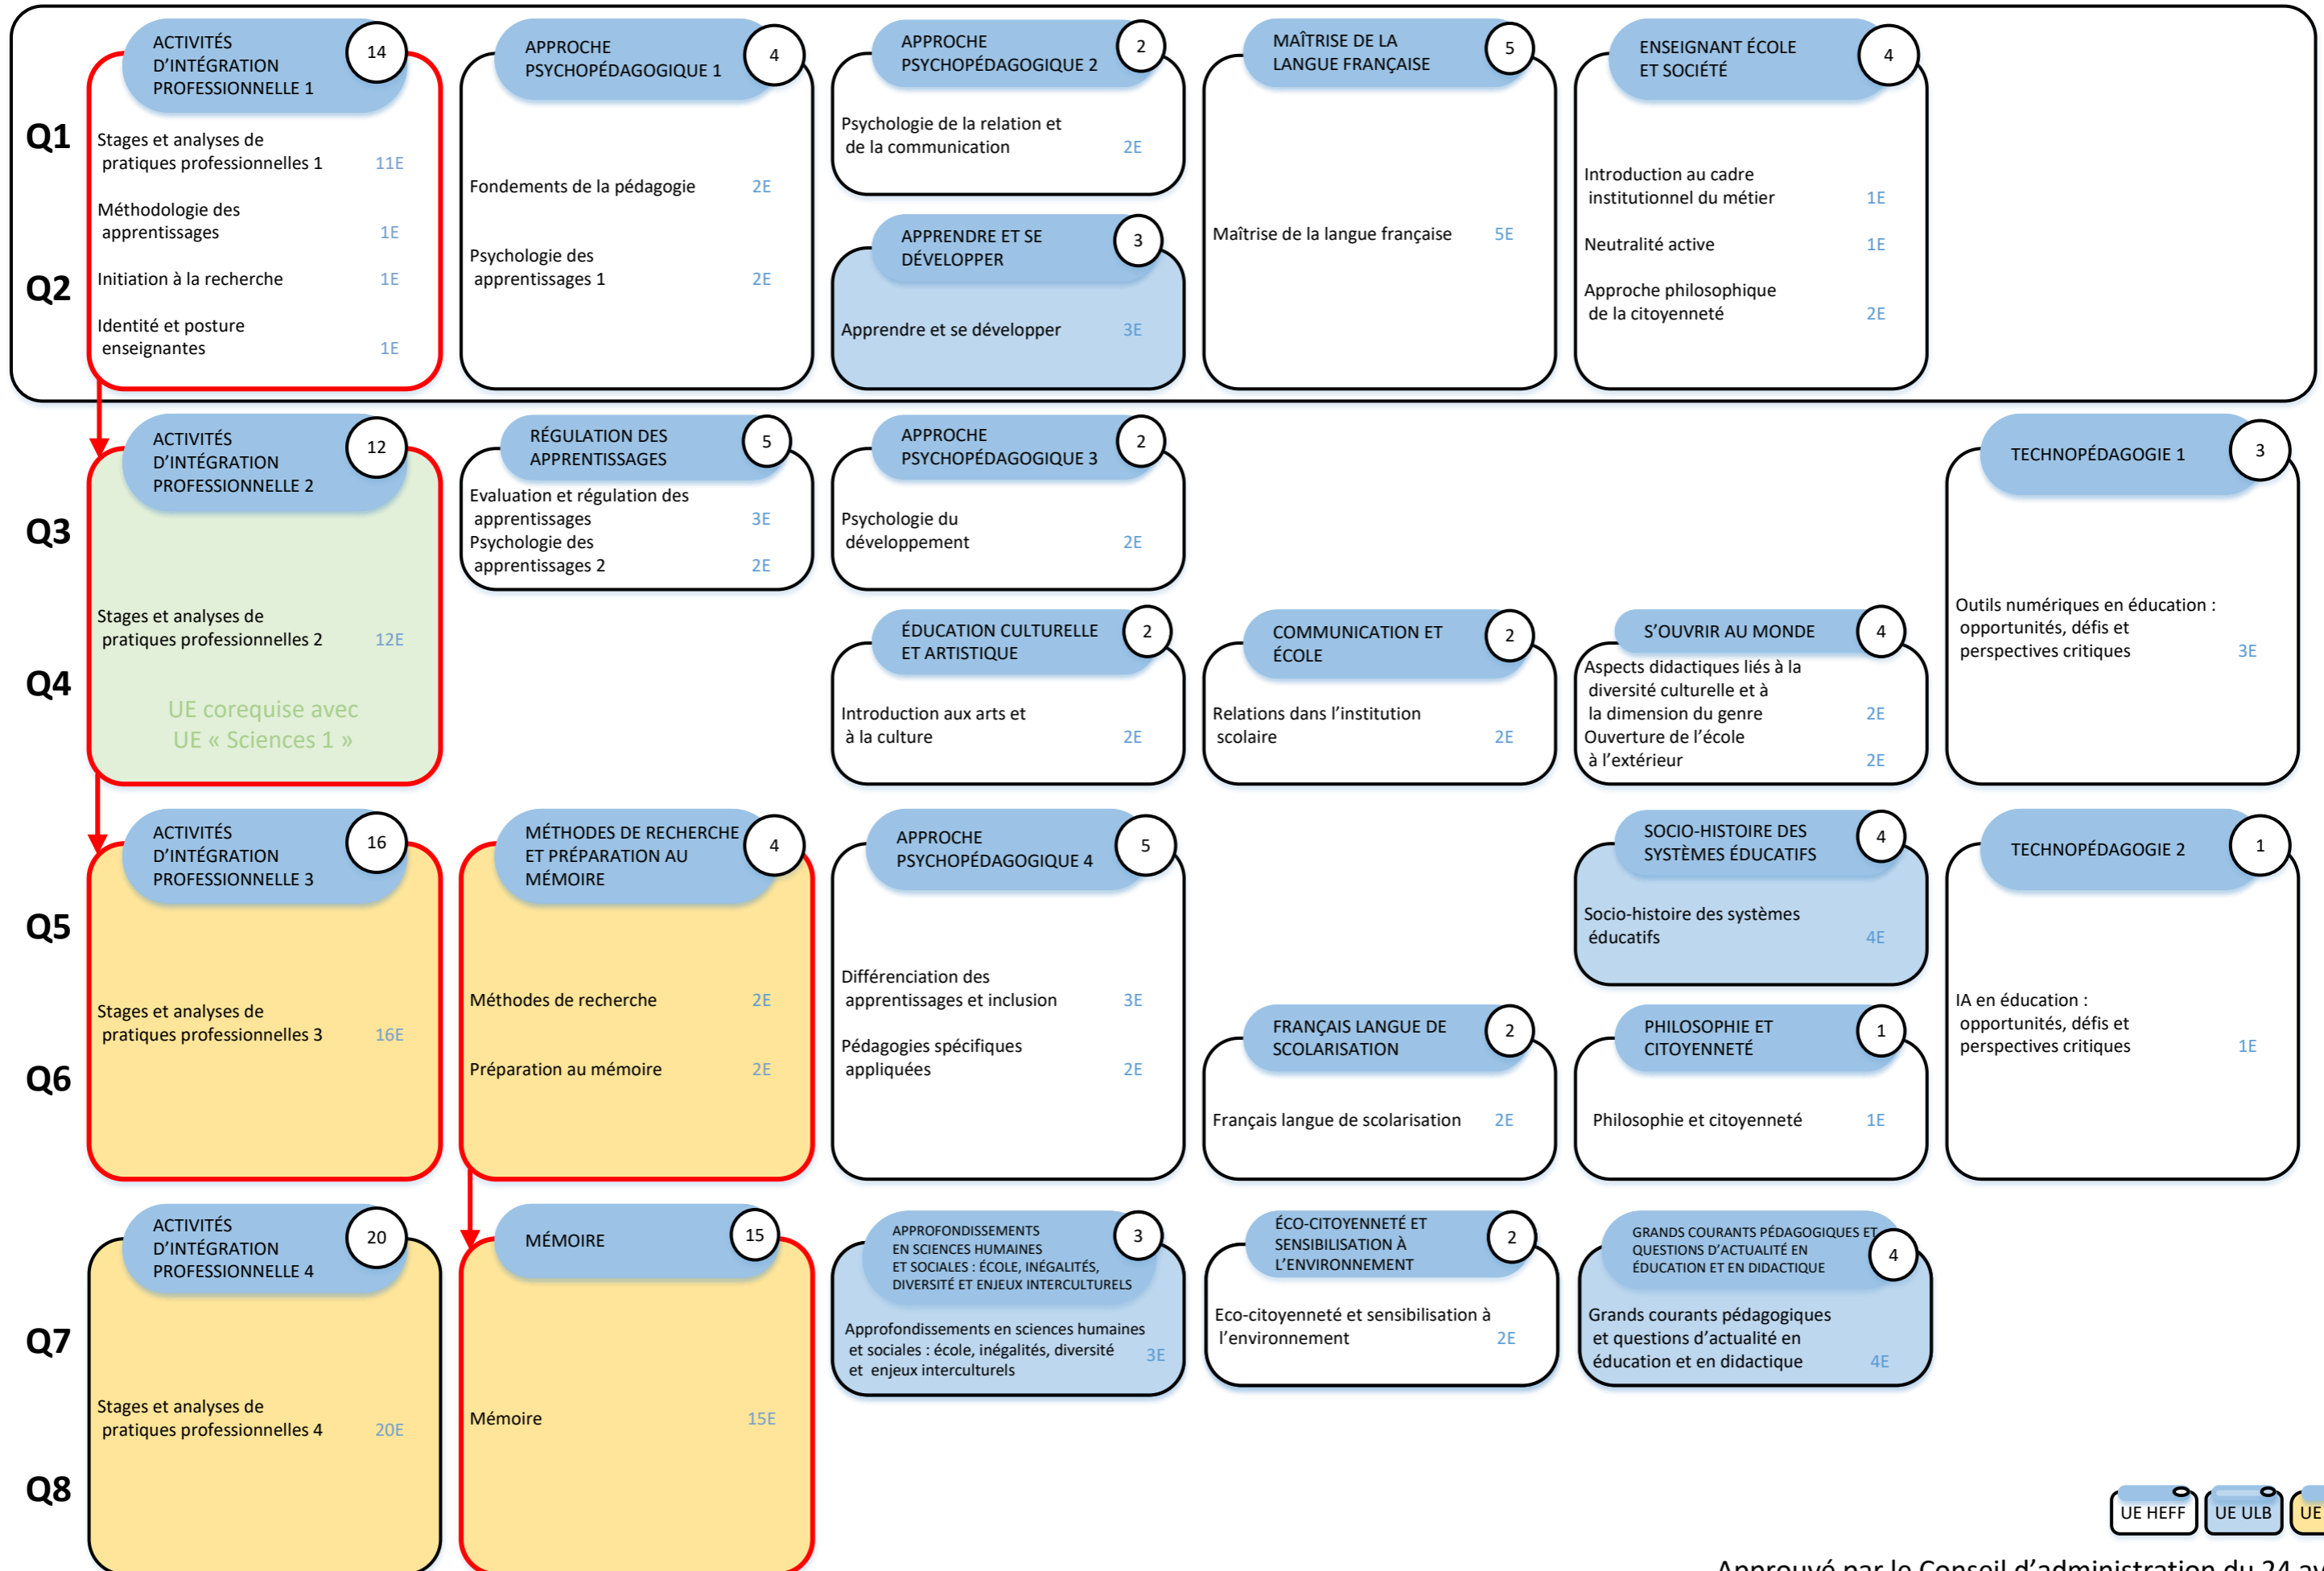 ACTIVITÉS
D'INTÉGRATION
PROFESSIONNELLE 1
14
APPROCHE
PSYCHOPÉDAGOGIQUE 1
4
APPROCHE
PSYCHOPÉDAGOGIQUE 2
2
MAÎTRISE DE LA
LANGUE FRANÇAISE
5
ENSEIGNANT ÉCOLE
ET SOCIÉTÉ
4
Q1
Q2
Stages et analyses de
pratiques professionnelles 1 11E
Méthodologie des
apprentissages 1E
Initiation à la recherche 1E
Identité et posture
enseignantes 1E
Fondements de la pédagogie 2E
Psychologie des
apprentissages 1 2E
Psychologie de la relation et
de la communication 2E
APPRENDRE ET SE
DÉVELOPPER
3
Apprendre et se développer 3E
Maîtrise de la langue française 5E
Introduction au cadre
institutionnel du métier 1E
Neutralité active 1E
Approche philosophique
de la citoyenneté 2E
ACTIVITÉS
D'INTÉGRATION
PROFESSIONNELLE 2
12
RÉGULATION DES
APPRENTISSAGES
5
APPROCHE
PSYCHOPÉDAGOGIQUE 3
2
TECHNOPÉDAGOGIE 1
3
Q3
Q4
Stages et analyses de
pratiques professionnelles 2 12E
UE corequise avec
UE « Sciences 1 »
Evaluation et régulation des
apprentissages 3E
Psychologie des
apprentissages 2 2E
Psychologie du
développement 2E
ÉDUCATION CULTURELLE
ET ARTISTIQUE
2
Introduction aux arts et
à la culture 2E
COMMUNICATION ET
ÉCOLE
2
Relations dans l'institution
scolaire 2E
S'OUVRIR AU MONDE
4
Aspects didactiques liés à la
diversité culturelle et à
la dimension du genre 2E
Ouverture de l'école
à l'extérieur 2E
Outils numériques en éducation :
opportunités, défis et
perspectives critiques 3E
ACTIVITÉS
D'INTÉGRATION
PROFESSIONNELLE 3
16
MÉTHODES DE RECHERCHE
ET PRÉPARATION AU
MÉMOIRE
4
APPROCHE
PSYCHOPÉDAGOGIQUE 4
5
SOCIO-HISTOIRE DES
SYSTÈMES ÉDUCATIFS
4
TECHNOPÉDAGOGIE 2
1
Q5
Q6
Stages et analyses de
pratiques professionnelles 3 16E
Méthodes de recherche 2E
Préparation au mémoire 2E
Différenciation des
apprentissages et inclusion 3E
Pédagogies spécifiques
appliquées 2E
FRANÇAIS LANGUE DE
SCOLARISATION
2
Français langue de scolarisation 2E
Socio-histoire des systèmes
éducatifs 4E
PHILOSOPHIE ET
CITOYENNETÉ
1
Philosophie et citoyenneté 1E
IA en éducation :
opportunités, défis et
perspectives critiques 1E
ACTIVITÉS
D'INTÉGRATION
PROFESSIONNELLE 4
20
MÉMOIRE
15
APPROFONDISSEMENTS
EN SCIENCES HUMAINES
ET SOCIALES : ÉCOLE, INÉGALITÉS,
DIVERSITÉ ET ENJEUX INTERCULTURELS
3
ÉCO-CITOYENNETÉ ET
SENSIBILISATION À
L'ENVIRONNEMENT
2
GRANDS COURANTS PÉDAGOGIQUES ET
QUESTIONS D'ACTUALITÉ EN
ÉDUCATION ET EN DIDACTIQUE
4
Q7
Q8
Stages et analyses de
pratiques professionnelles 4 20E
Mémoire 15E
Approfondissements en sciences humaines
et sociales : école, inégalités, diversité
et enjeux interculturels 3E
Eco-citoyenneté et sensibilisation à
l'environnement 2E
Grands courants pédagogiques
et questions d'actualité en
éducation et en didactique 4E
UE HEFF
UE ULB
UE
Approuvé par le Conseil d'administration du 24